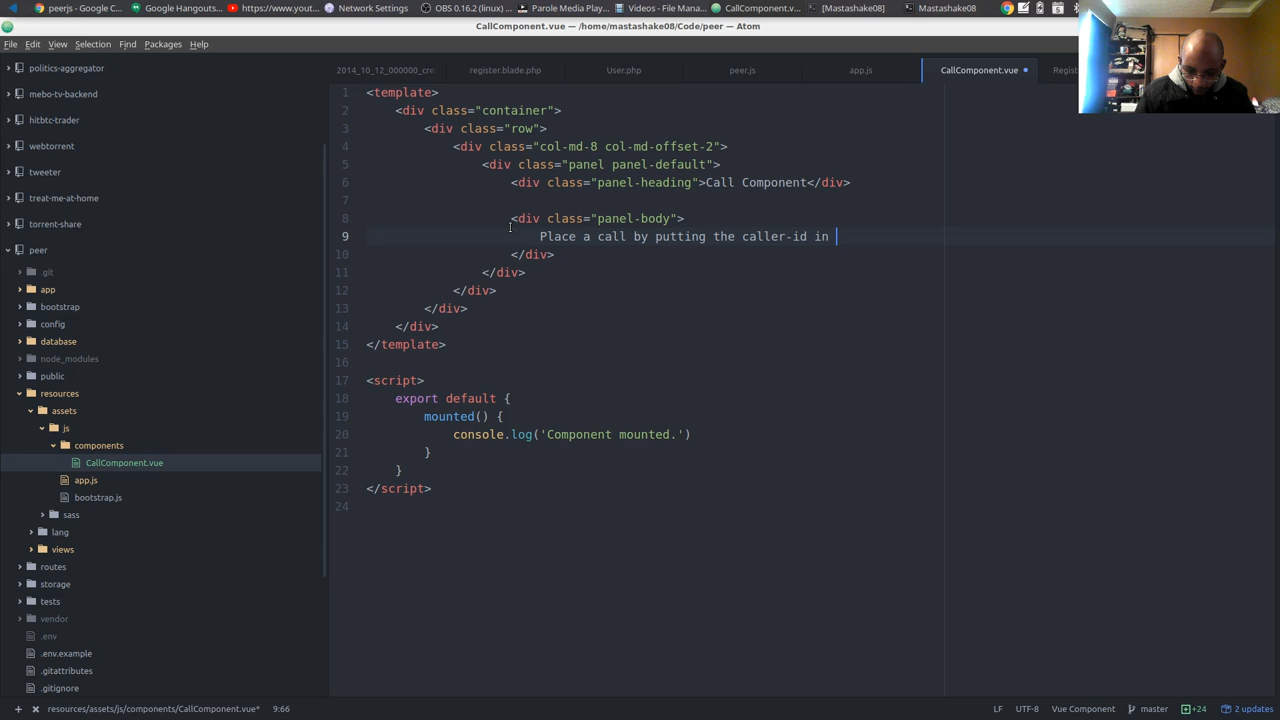 peerjs - Google C...
Google Hangouts...
https://www.yout...
Network Settings
OBS 0.16.2 (linux) ...
Parole Media Play...
Videos - File Mana...
CallComponent.v...
[Mastashake08]
Mastashake08
CallComponent.vue — /home/mastashake08/Code/peer — Atom
File Edit View Selection Find Packages Help
politics-aggregator
mebo-tv-backend
hitbtc-trader
webtorrent
tweeter
treat-me-at-home
torrent-share
peer
.git
app
bootstrap
config
database
node_modules
public
resources
assets
js
components
CallComponent.vue
app.js
bootstrap.js
sass
lang
views
routes
storage
tests
vendor
.env
.env.example
.gitattributes
.gitignore
2014_10_12_000000_cre
register.blade.php
User.php
peer.js
app.js
CallComponent.vue
Regist
1 <template>
2 <div class="container">
3 <div class="row">
4 <div class="col-md-8 col-md-offset-2">
5 <div class="panel panel-default">
6 <div class="panel-heading">Call Component</div>
7
8 <div class="panel-body">
9 Place a call by putting the caller-id in
10 </div>
11 </div>
12 </div>
13 </div>
14 </div>
15 </template>
16
17 <script>
18 export default {
19 mounted() {
20 console.log('Component mounted.')
21 }
22 }
23 </script>
24
resources/assets/js/components/CallComponent.vue* 9:66
LF UTF-8 Vue Component master +24 2 updates